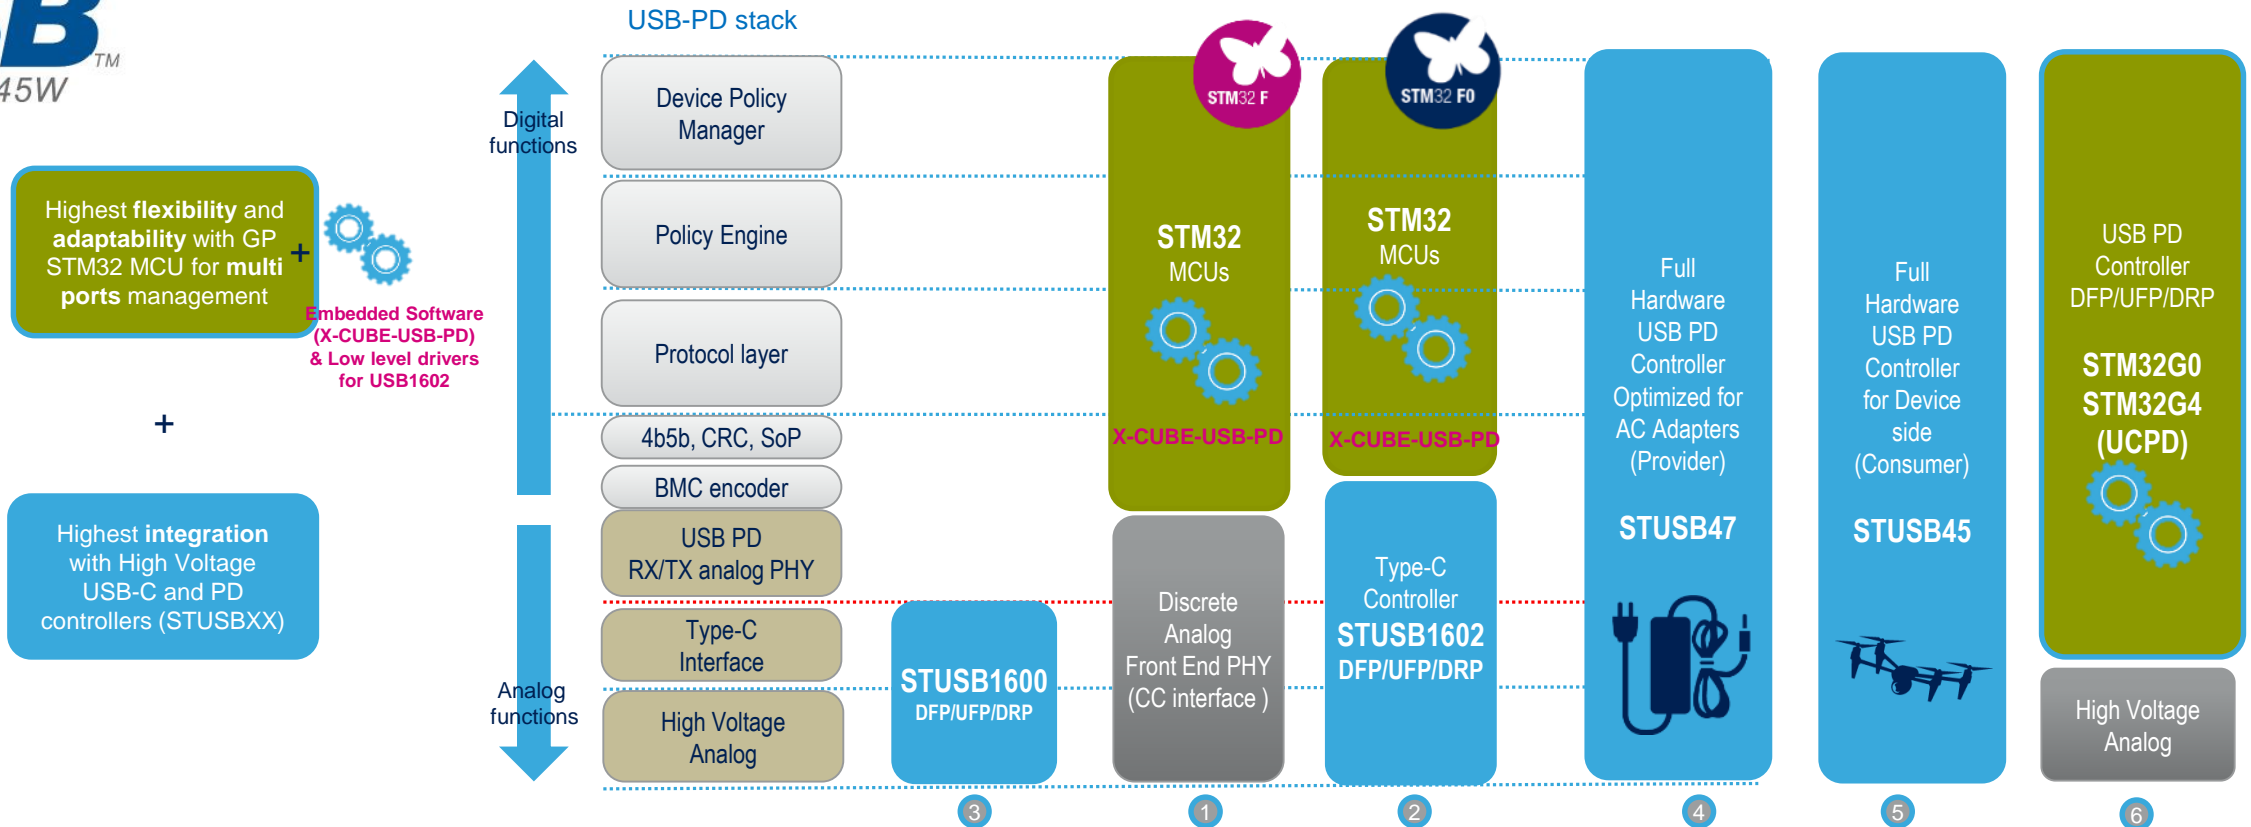 B
TM
45W
USB-PD stack
Digital
functions
Analog
functions
Highest flexibility and
adaptability with GP
STM32 MCU for multi
ports management
+
Embedded Software
(X-CUBE-USB-PD)
& Low level drivers
for USB1602
+
Highest integration
with High Voltage
USB-C and PD
controllers (STUSBXX)
Device Policy
Manager
Policy Engine
Protocol layer
4b5b, CRC, SoP
BMC encoder
USB PD
RX/TX analog PHY
Type-C
Interface
High Voltage
Analog
STUSB1600
DFP/UFP/DRP
3
STM32 F
STM32
MCUs
X-CUBE-USB-PD
Discrete
Analog
Front End PHY
(CC interface )
1
STM32 F0
STM32
MCUs
X-CUBE-USB-PD
Type-C
Controller
STUSB1602
DFP/UFP/DRP
2
Full
Hardware
USB PD
Controller
Optimized for
AC Adapters
(Provider)
STUSB47
4
Full
Hardware
USB PD
Controller
for Device
side
(Consumer)
STUSB45
5
USB PD
Controller
DFP/UFP/DRP
STM32G0
STM32G4
(UCPD)
High Voltage
Analog
6